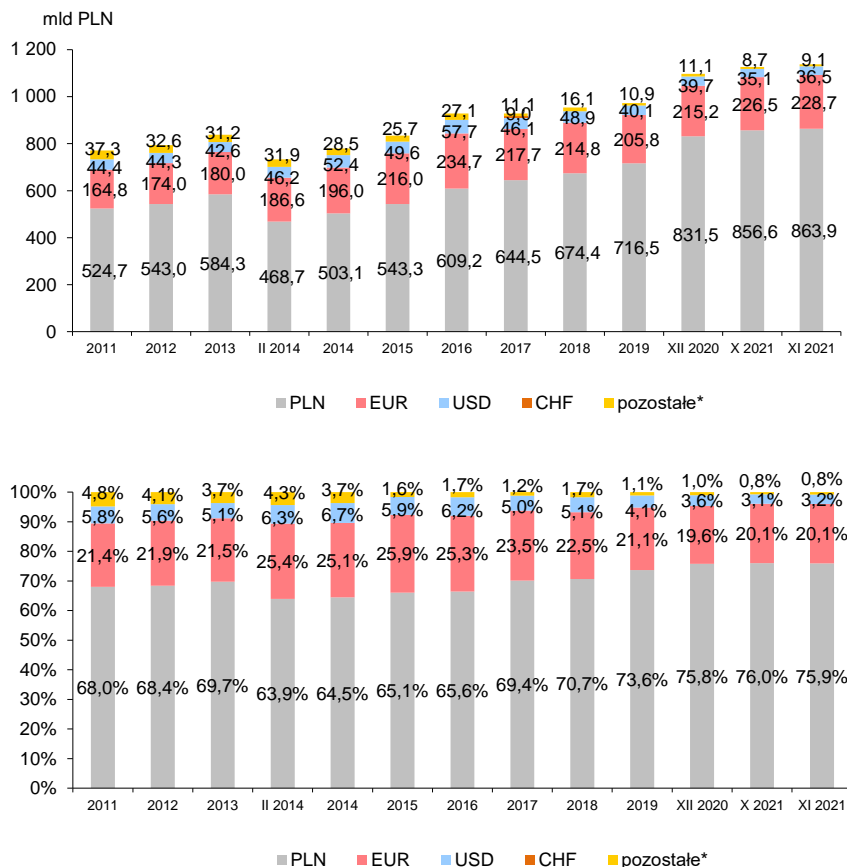 mld PLN
1 200
1 000
800
600
400
200
0
37,3 32,6 31,2 31,9 28,5 25,7 27,1 11,1 9,0 16,1 10,9 11,1 8,7 9,1
44,4 44,3 42,6 46,2 52,4 49,6 57,7 46,1 48,9 40,1 39,7 35,1 36,5
164,8 174,0 180,0 186,6 196,0 216,0 234,7 217,7 214,8 205,8 215,2 226,5 228,7
524,7 543,0 584,3 468,7 503,1 543,3 609,2 644,5 674,4 716,5 831,5 856,6 863,9
2011 2012 2013 II 2014 2014 2015 2016 2017 2018 2019 XII 2020 X 2021 XI 2021
PLN EUR USD CHF pozostałe*
100%
90%
80%
70%
60%
50%
40%
30%
20%
10%
0%
4,8% 4,1% 3,7% 4,3% 3,7% 1,6% 1,7% 1,2% 1,7% 1,1% 1,0% 0,8% 0,8%
5,8% 5,6% 5,1% 6,3% 6,7% 5,9% 6,2% 5,0% 5,1% 4,1% 3,6% 3,1% 3,2%
21,4% 21,9% 21,5% 25,4% 25,1% 25,9% 25,3% 23,5% 22,5% 21,1% 19,6% 20,1% 20,1%
68,0% 68,4% 69,7% 63,9% 64,5% 65,1% 65,6% 69,4% 70,7% 73,6% 75,8% 76,0% 75,9%
2011 2012 2013 II 2014 2014 2015 2016 2017 2018 2019 XII 2020 X 2021 XI 2021
PLN EUR USD CHF pozostałe*